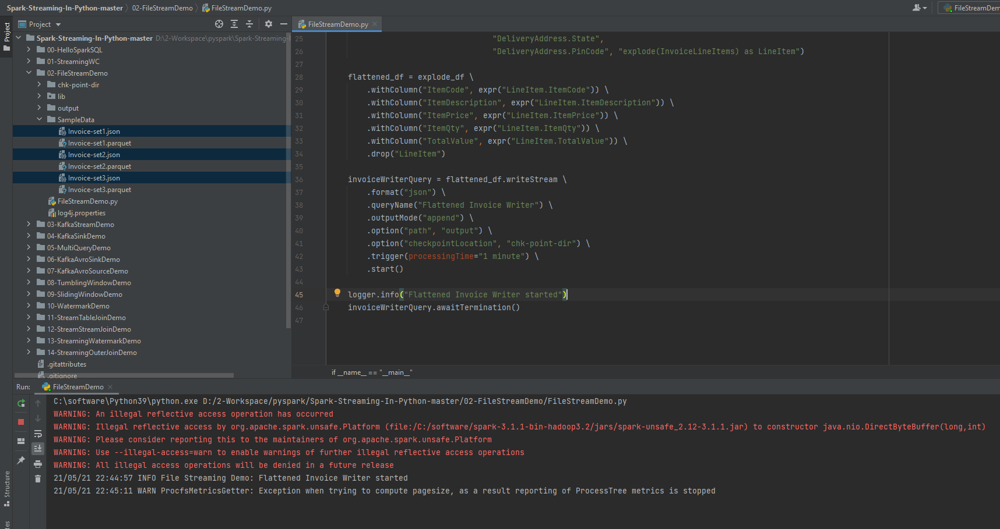 Spark-Streaming-In-Python-master 02-FileStreamDemo FileStreamDemo.py
FileStreamDem
Project
Project
FileStreamDemo.py
Spark-Streaming-In-Python-master D:\2-Workspace\pyspark\Spark-Streaming-I
00-HelloSparkSQL
01-StreamingWC
02-FileStreamDemo
chk-point-dir
lib
output
SampleData
Invoice-set1.json
Invoice-set1.parquet
Invoice-set2.json
Invoice-set2.parquet
Invoice-set3.json
Invoice-set3.parquet
FileStreamDemo.py
log4j.properties
03-KafkaStreamDemo
04-KafkaSinkDemo
05-MultiQueryDemo
06-KafkaAvroSinkDemo
07-KafkaAvroSourceDemo
08-TumblingWindowDemo
09-SlidingWindowDemo
10-WatermarkDemo
11-StreamTableJoinDemo
12-StreamStreamJoinDemo
13-StreamingWatermarkDemo
14-StreamingOuterJoinDemo
.gitattributes
.gitignore
25 "DeliveryAddress.State",
26 "DeliveryAddress.PinCode", "explode(InvoiceLineItems) as LineItem")
27
28 flattened_df = explode_df \
29 .withColumn("ItemCode", expr("LineItem.ItemCode")) \
30 .withColumn("ItemDescription", expr("LineItem.ItemDescription")) \
31 .withColumn("ItemPrice", expr("LineItem.ItemPrice")) \
32 .withColumn("ItemQty", expr("LineItem.ItemQty")) \
33 .withColumn("TotalValue", expr("LineItem.TotalValue")) \
34 .drop("LineItem")
35
36 invoiceWriterQuery = flattened_df.writeStream \
37 .format("json") \
38 .queryName("Flattened Invoice Writer") \
39 .outputMode("append") \
40 .option("path", "output") \
41 .option("checkpointLocation", "chk-point-dir") \
42 .trigger(processingTime="1 minute") \
43 .start()
44
45 logger.info("Flattened Invoice Writer started")
46 invoiceWriterQuery.awaitTermination()
47
if __name__ == "__main__"
Run: FileStreamDemo
C:\software\Python39\python.exe D:/2-Workspace/pyspark/Spark-Streaming-In-Python-master/02-FileStreamDemo/FileStreamDemo.py
WARNING: An illegal reflective access operation has occurred
WARNING: Illegal reflective access by org.apache.spark.unsafe.Platform (file:/C:/software/spark-3.1.1-bin-hadoop3.2/jars/spark-unsafe_2.12-3.1.1.jar) to constructor java.nio.DirectByteBuffer(long,int)
WARNING: Please consider reporting this to the maintainers of org.apache.spark.unsafe.Platform
WARNING: Use --illegal-access=warn to enable warnings of further illegal reflective access operations
WARNING: All illegal access operations will be denied in a future release
21/05/21 22:44:57 INFO File Streaming Demo: Flattened Invoice Writer started
21/05/21 22:45:11 WARN ProcfsMetricsGetter: Exception when trying to compute pagesize, as a result reporting of ProcessTree metrics is stopped
Structure